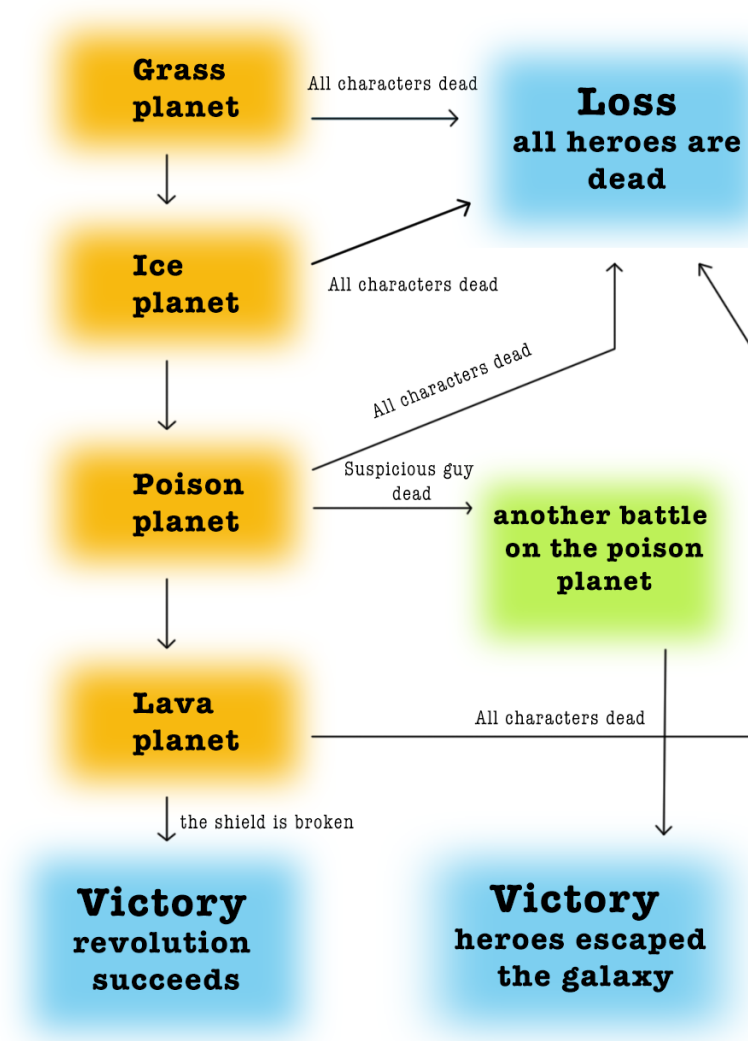 Grass
planet
All characters dead
Loss
all heroes are
dead
Ice
planet
All characters dead
All characters dead
Poison
planet
Suspicious guy
dead
another battle
on the poison
planet
Lava
planet
All characters dead
the shield is broken
Victory
revolution
succeeds
Victory
heroes escaped
the galaxy